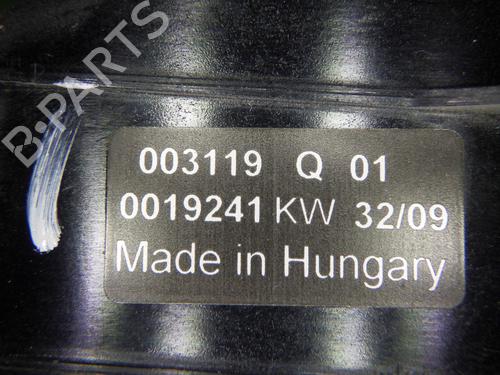 B-PARTS
003119 Q 01
0019241 KW 32/09
Made in Hungary